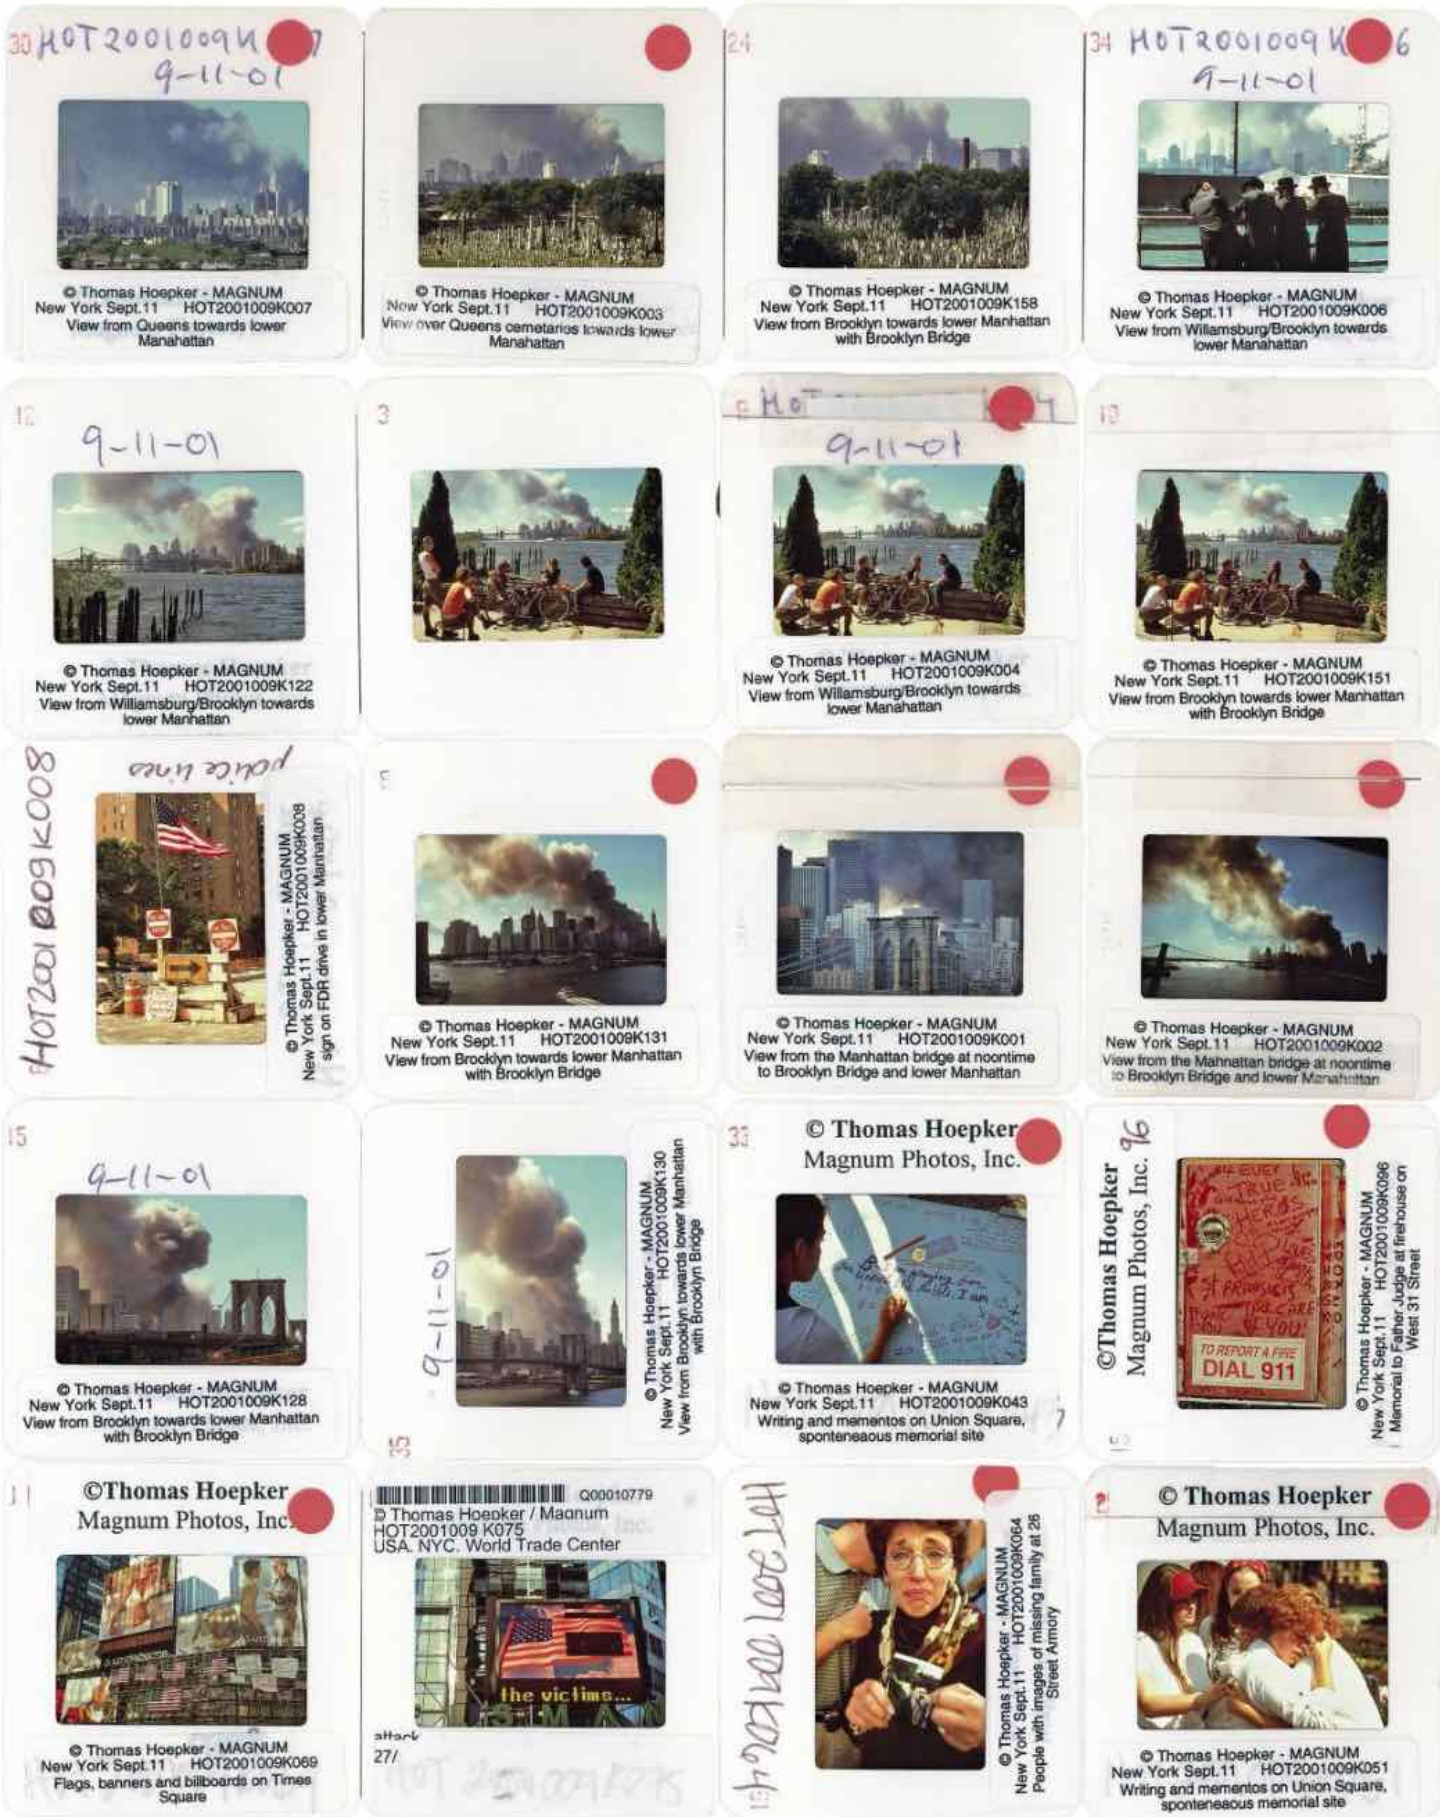 30 HOT2001009K 7
9-11-01
© Thomas Hoepker - MAGNUM
New York Sept.11 HOT2001009K007
View from Queens towards lower
Manahattan
© Thomas Hoepker - MAGNUM
New York Sept.11 HOT2001009K003
View over Queens cemetaries towards lower
Manahattan
24
© Thomas Hoepker - MAGNUM
New York Sept.11 HOT2001009K158
View from Brooklyn towards lower Manhattan
with Brooklyn Bridge
34 HOT2001009K 6
9-11-01
© Thomas Hoepker - MAGNUM
New York Sept.11 HOT2001009K006
View from Willamsburg/Brooklyn towards
lower Manahattan
12
9-11-01
© Thomas Hoepker - MAGNUM
New York Sept.11 HOT2001009K122
View from Williamsburg/Brooklyn towards
lower Manhattan
3
HOT 4
9-11-01
© Thomas Hoepker - MAGNUM
New York Sept.11 HOT2001009K004
View from Willamsburg/Brooklyn towards
lower Manahattan
© Thomas Hoepker - MAGNUM
New York Sept.11 HOT2001009K151
View from Brooklyn towards lower Manhattan
with Brooklyn Bridge
HOT2001009K008
police lines
© Thomas Hoepker - MAGNUM
New York Sept.11 HOT2001009K008
sign on FDR drive in lower Manhattan
© Thomas Hoepker - MAGNUM
New York Sept.11 HOT2001009K131
View from Brooklyn towards lower Manhattan
with Brooklyn Bridge
© Thomas Hoepker - MAGNUM
New York Sept.11 HOT2001009K001
View from the Manhattan bridge at noontime
to Brooklyn Bridge and lower Manhattan
© Thomas Hoepker - MAGNUM
New York Sept.11 HOT2001009K002
View from the Mahnattan bridge at noontime
to Brooklyn Bridge and lower Manahattan
15
9-11-01
© Thomas Hoepker - MAGNUM
New York Sept.11 HOT2001009K128
View from Brooklyn towards lower Manhattan
with Brooklyn Bridge
35
9-11-01
© Thomas Hoepker - MAGNUM
New York Sept.11 HOT2001009K130
View from Brooklyn towards lower Manhattan
with Brooklyn Bridge
33
© Thomas Hoepker
Magnum Photos, Inc.
I am
© Thomas Hoepker - MAGNUM
New York Sept.11 HOT2001009K043
Writing and mementos on Union Square,
sponteneaous memorial site
©Thomas Hoepker
Magnum Photos, Inc. 96
TRUE
HEROS
TO REPORT A FIRE
DIAL 911
© Thomas Hoepker - MAGNUM
New York Sept.11 HOT2001009K096
Memorial to Father Judge at firehouse on
West 31 Street
11
©Thomas Hoepker
Magnum Photos, Inc.
© Thomas Hoepker - MAGNUM
New York Sept.11 HOT2001009K069
Flags, banners and billboards on Times
Square
Q00010779
© Thomas Hoepker / Magnum
HOT2001009 K075
USA. NYC. World Trade Center
the victims...
attack
27/
HOT2001009K064
© Thomas Hoepker - MAGNUM
New York Sept.11 HOT2001009K064
People with images of missing family at 26
Street Armory
© Thomas Hoepker
Magnum Photos, Inc.
© Thomas Hoepker - MAGNUM
New York Sept.11 HOT2001009K051
Writing and mementos on Union Square,
sponteneaous memorial site